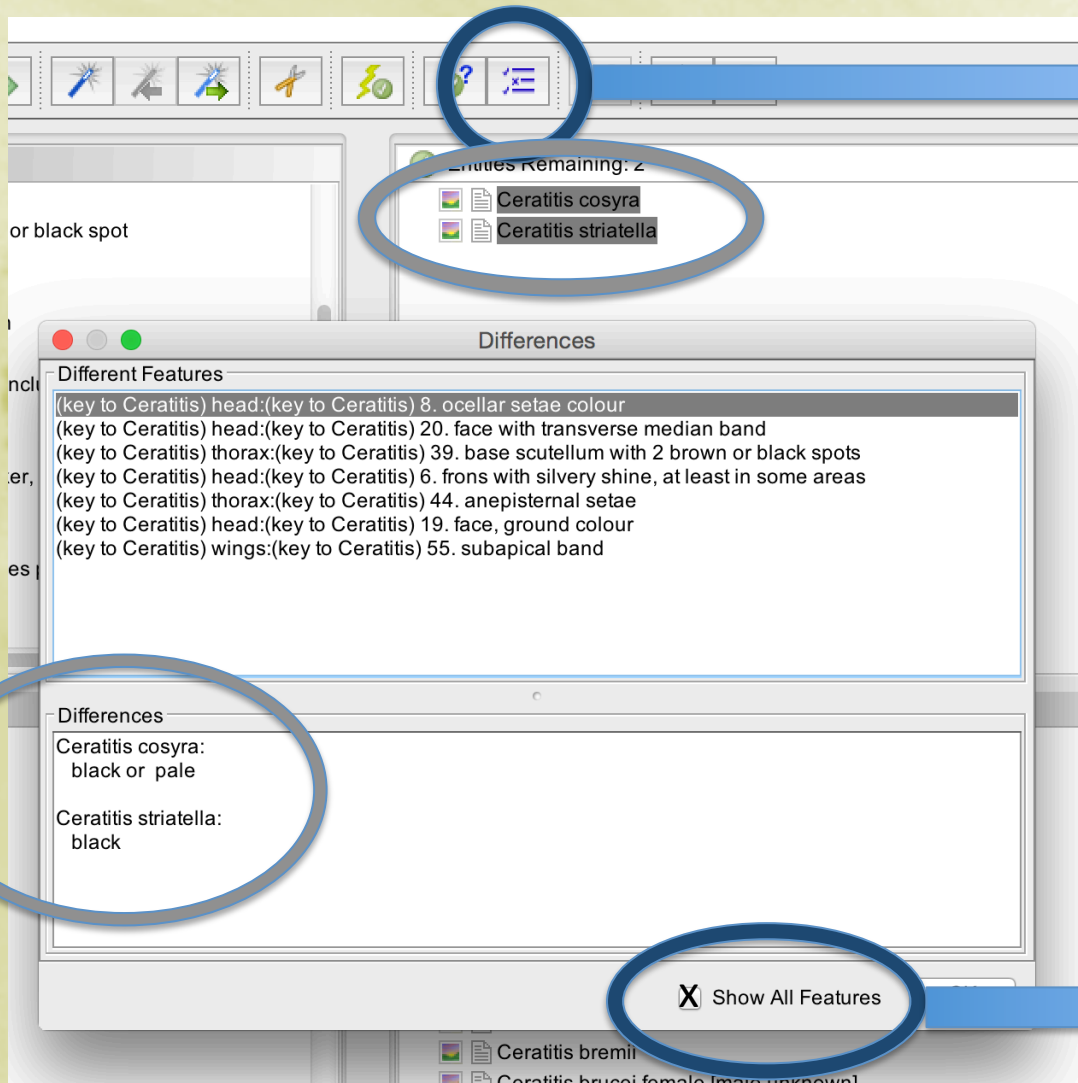 ?
Entities Remaining: 2
Ceratitis cosyra
Ceratitis striatella
or black spot
Differences
Different Features
(key to Ceratitis) head:(key to Ceratitis) 8. ocellar setae colour
(key to Ceratitis) head:(key to Ceratitis) 20. face with transverse median band
(key to Ceratitis) thorax:(key to Ceratitis) 39. base scutellum with 2 brown or black spots
(key to Ceratitis) head:(key to Ceratitis) 6. frons with silvery shine, at least in some areas
(key to Ceratitis) thorax:(key to Ceratitis) 44. anepisternal setae
(key to Ceratitis) head:(key to Ceratitis) 19. face, ground colour
(key to Ceratitis) wings:(key to Ceratitis) 55. subapical band
Differences
Ceratitis cosyra:
black or pale
Ceratitis striatella:
black
X Show All Features
Ceratitis bremii
Ceratitis brucei female [male unknown]